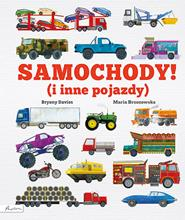 SAMOCHODY!
(i inne pojazdy)
Bryony Davies
Maria Brzozowska